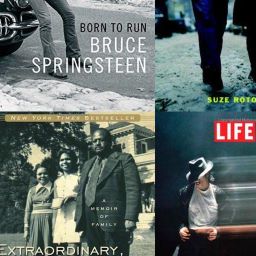 BORN TO RUN
BRUCE
SPRINGSTEEN
SUZE ROTO
NEW YORK TIMES BESTSELLER
LIFE
A
MEMOIR
OF
FAMILY
EXTRAORDINARY,